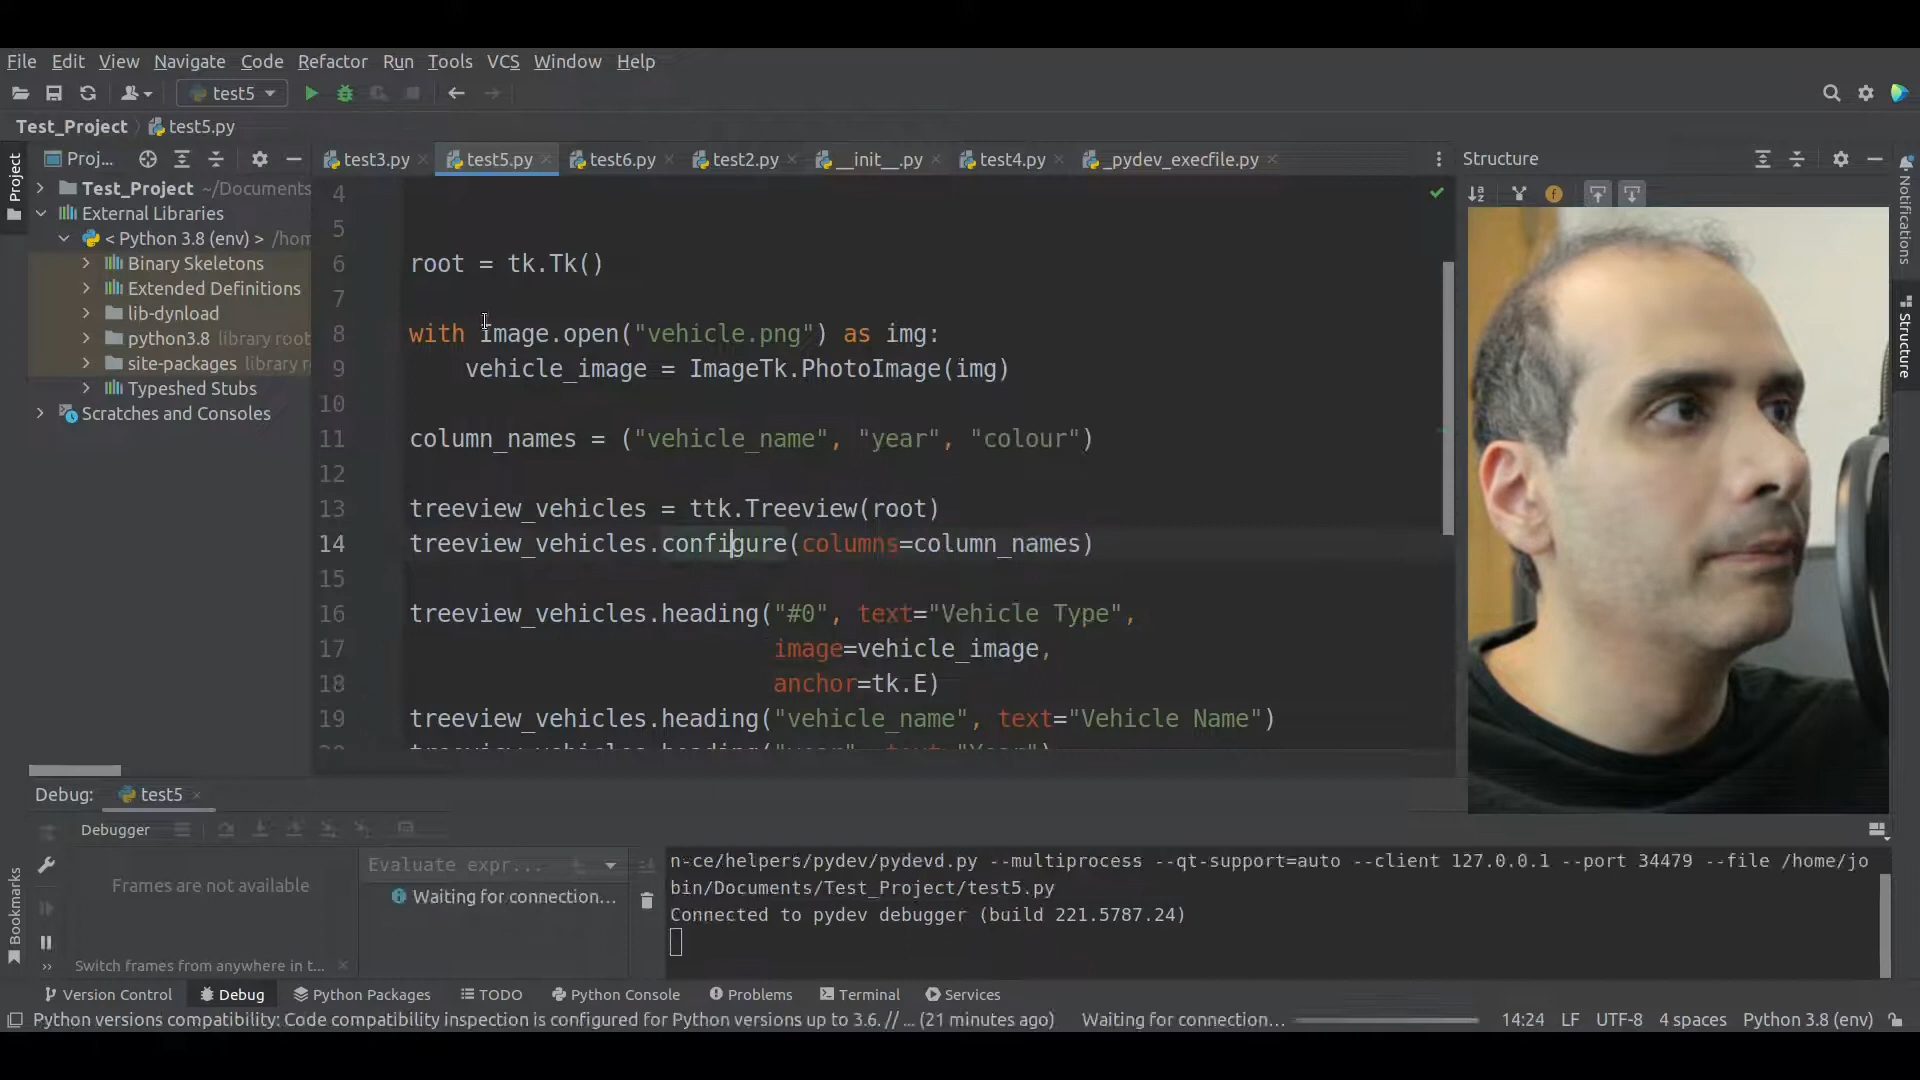 File Edit View Navigate Code Refactor Run Tools VCS Window Help
test5
Test_Project test5.py
Proj... test3.py test5.py test6.py test2.py __init__.py test4.py _pydev_execfile.py Structure
Project
Test_Project ~/Documents
External Libraries
< Python 3.8 (env) > /hom
Binary Skeletons
Extended Definitions
lib-dynload
python3.8 library root
site-packages library r
Typeshed Stubs
Scratches and Consoles
4
5
6 root = tk.Tk()
7
8 with image.open("vehicle.png") as img:
9 vehicle_image = ImageTk.PhotoImage(img)
10
11 column_names = ("vehicle_name", "year", "colour")
12
13 treeview_vehicles = ttk.Treeview(root)
14 treeview_vehicles.configure(columns=column_names)
15
16 treeview_vehicles.heading("#0", text="Vehicle Type",
17 image=vehicle_image,
18 anchor=tk.E)
19 treeview_vehicles.heading("vehicle_name", text="Vehicle Name")
Notifications
Structure
Debug: test5
Debugger
Frames are not available
Evaluate expr...
Waiting for connection...
Switch frames from anywhere in t...
n-ce/helpers/pydev/pydevd.py --multiprocess --qt-support=auto --client 127.0.0.1 --port 34479 --file /home/jo
bin/Documents/Test_Project/test5.py
Connected to pydev debugger (build 221.5787.24)
Bookmarks
Version Control Debug Python Packages TODO Python Console Problems Terminal Services
Python versions compatibility: Code compatibility inspection is configured for Python versions up to 3.6. // ... (21 minutes ago) Waiting for connection... 14:24 LF UTF-8 4 spaces Python 3.8 (env)